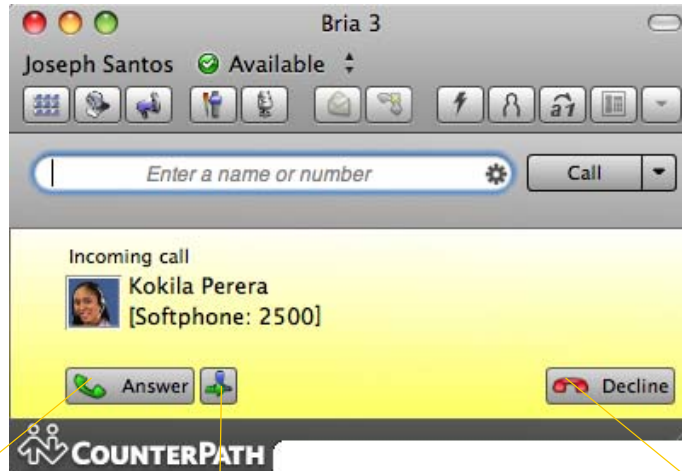 Bria 3
Joseph Santos Available
a1
Enter a name or number Call
Incoming call
Kokila Perera
[Softphone: 2500]
Answer Decline
COUNTERPATH